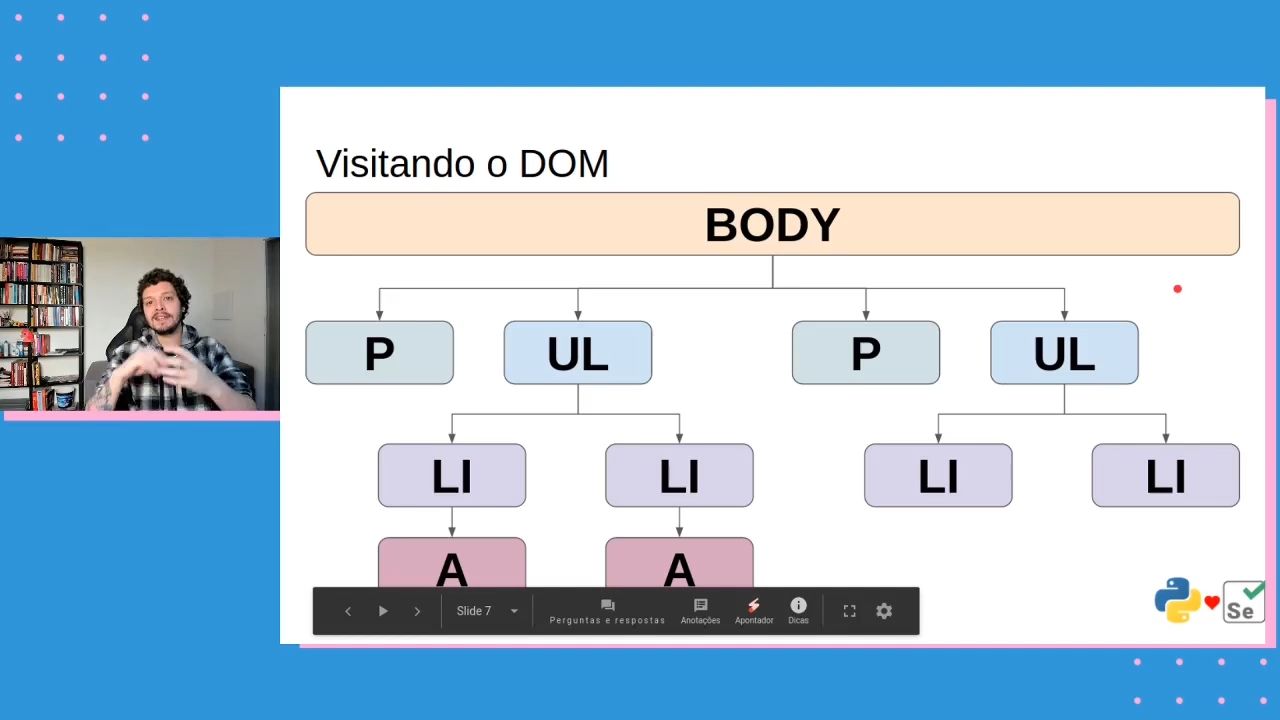 Visitando o DOM
BODY
P UL P UL
LI LI LI LI
A A
Slide 7
Perguntas e respostas Anotações Apontador Dicas
Se